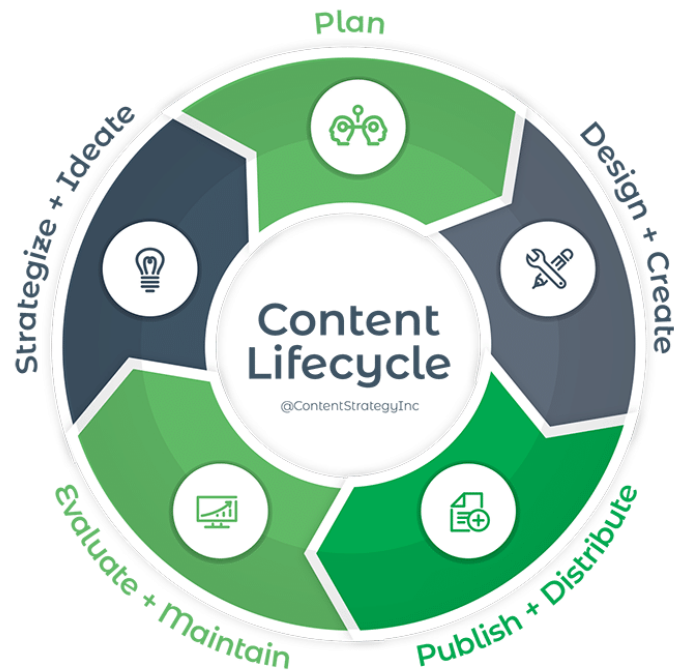 Plan
Design + Create
Publish + Distribute
Evaluate + Maintain
Strategize + Ideate
Content
Lifecycle
@ContentStrategyInc